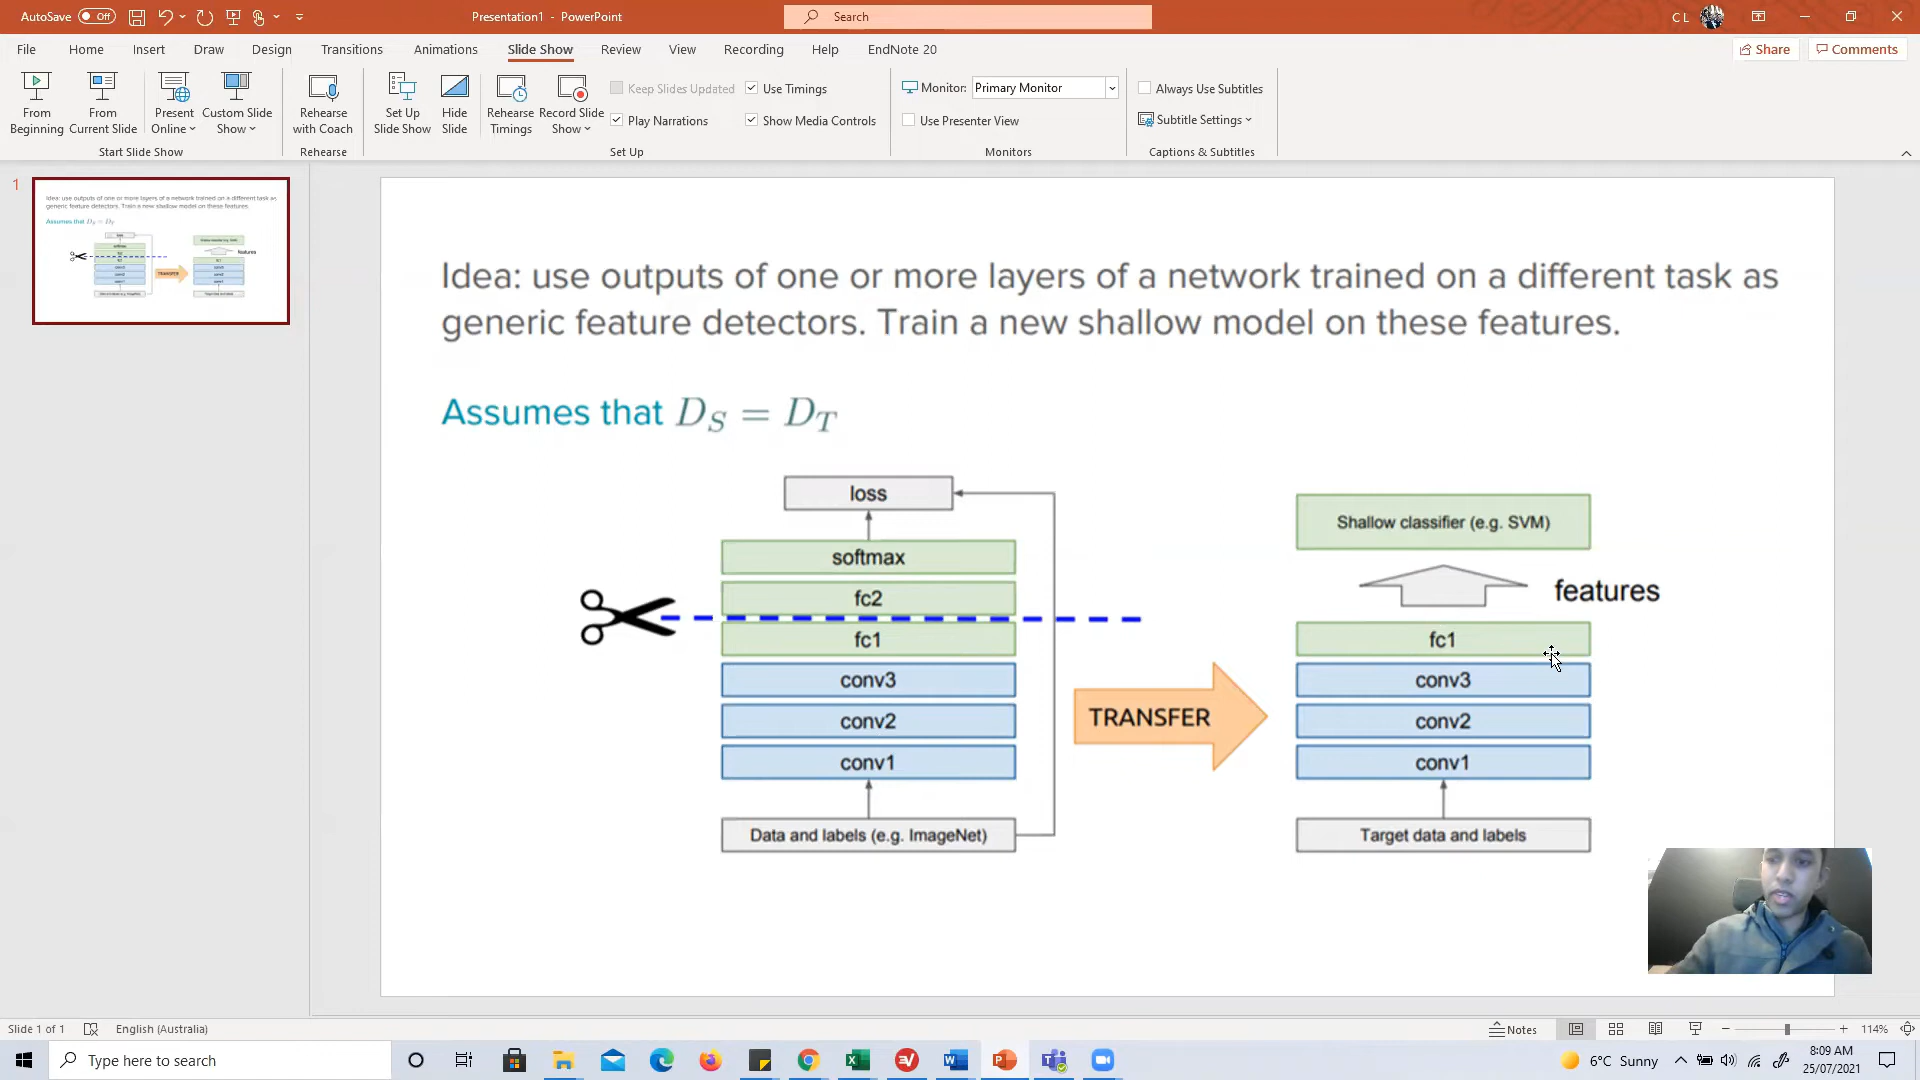 AutoSave Off
Presentation1 - PowerPoint
Search
C L
File Home Insert Draw Design Transitions Animations Slide Show Review View Recording Help EndNote 20
Share
Comments
From Beginning
From Current Slide
Present Online
Custom Slide Show
Start Slide Show
Rehearse with Coach
Rehearse
Set Up Slide Show
Hide Slide
Rehearse Timings
Record Slide Show
Keep Slides Updated
Play Narrations
Use Timings
Show Media Controls
Set Up
Monitor: Primary Monitor
Use Presenter View
Monitors
Always Use Subtitles
Subtitle Settings
Captions & Subtitles
1
Idea: use outputs of one or more layers of a network trained on a different task as
generic feature detectors. Train a new shallow model on these features.
Assumes that D_S = D_T
loss
softmax
fc2
fc1
conv3
conv2
conv1
Data and labels (e.g. ImageNet)
TRANSFER
Shallow classifier (e.g. SVM)
features
fc1
conv3
conv2
conv1
Target data and labels
Slide 1 of 1
English (Australia)
Notes
114%
Type here to search
6°C Sunny
8:09 AM
25/07/2021